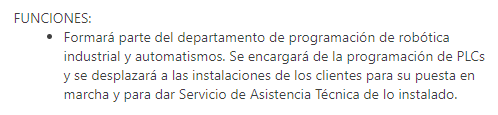 FUNCIONES:
• Formará parte del departamento de programación de robótica
industrial y automatismos. Se encargará de la programación de PLCs
y se desplazará a las instalaciones de los clientes para su puesta en
marcha y para dar Servicio de Asistencia Técnica de lo instalado.